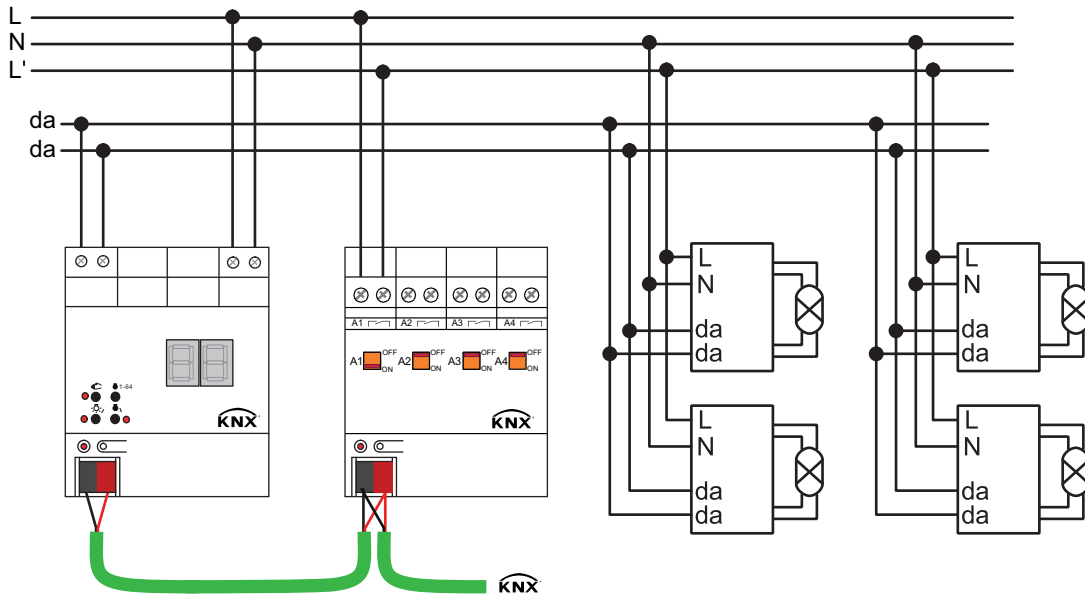 L
N
L'
da
da
1-64
KNX
A1 A2 A3 A4
A1 OFF ON A2 OFF ON A3 OFF ON A4 OFF ON
KNX
L
N
da
da
L
N
da
da
L
N
da
da
L
N
da
da
KNX